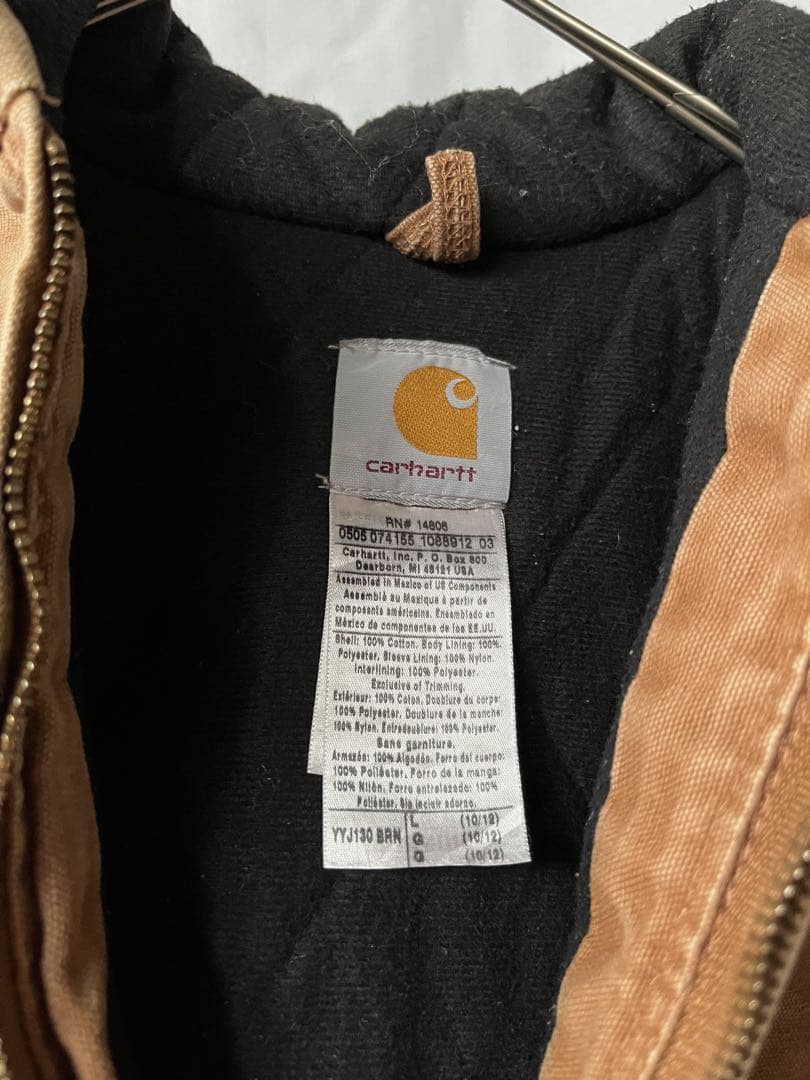 carhartt
RN# 14806
0505 074155 1068912 03
Carhartt, Inc. P. O. Box 600
Dearborn, MI 48121 USA
Assembled in Mexico of US Components
Assemblé au Mexique à partir de
composants américains. Ensamblado en
México de componentes de los EE.UU.
Shell: 100% Cotton. Body Lining: 100%
Polyester. Sleeve Lining: 100% Nylon.
Interlining: 100% Polyester.
Exclusive of Trimming.
Extérieur: 100% Coton. Doublure du corps:
100% Polyester. Doublure de la manche:
100% Nylon. Entredoublure: 100% Polyester.
Sans garniture.
Armazón: 100% Algodón. Forro del cuerpo:
100% Poliéster. Forro de la manga:
100% Nilón. Forro entrelazado: 100%
Poliéster. Sin incluir adorno.
YYJ130 BRN
L (10/12)
G (10/12)
G (10/12)